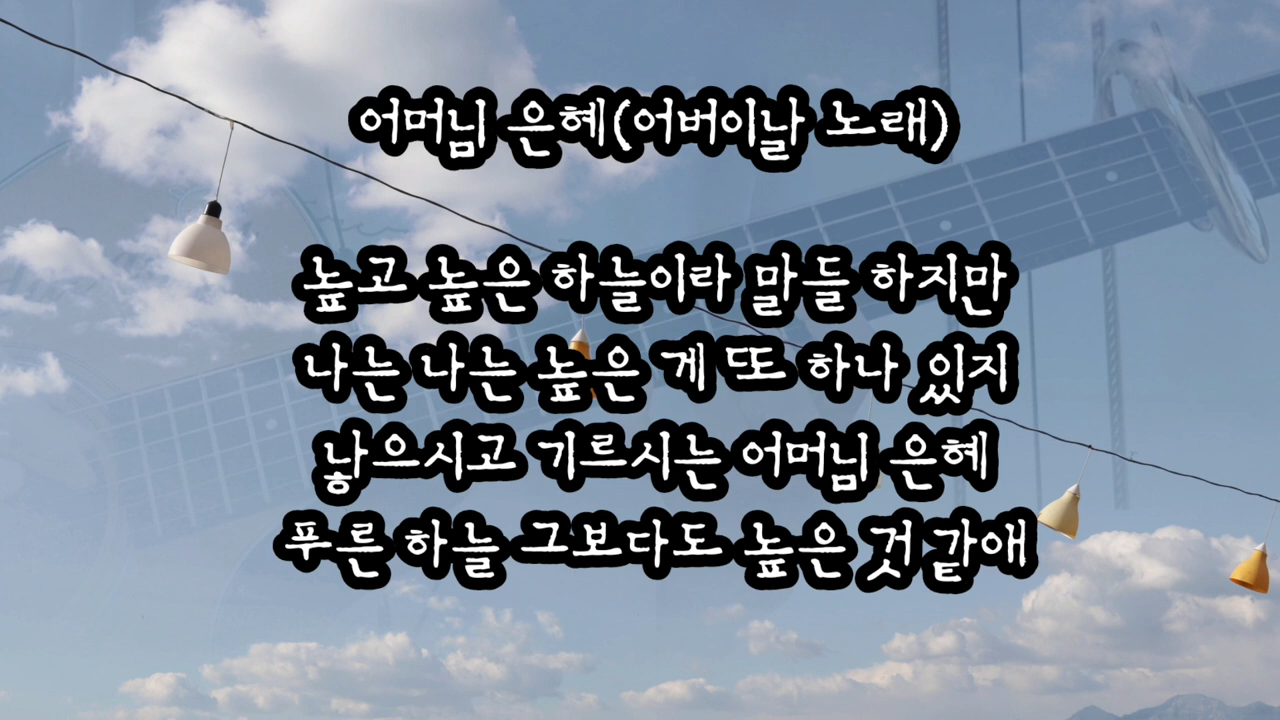 어머님 은혜(어버이날 노래)
높고 높은 하늘이라 말들 하지만
나는 나는 높은 게 또 하나 있지
낳으시고 기르시는 어머님 은혜
푸른 하늘 그보다도 높은 것 같애